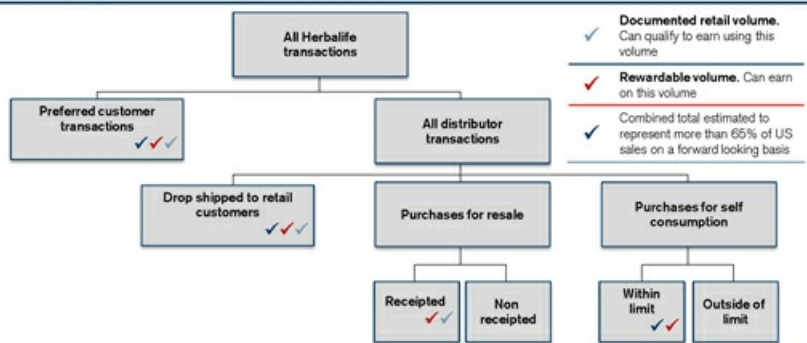 All Herbalife
transactions
Documented retail volume.
Can qualify to earn using this
volume
Rewardable volume. Can earn
on this volume
Combined total estimated to
represent more than 65% of US
sales on a forward looking basis
Preferred customer
transactions
All distributor
transactions
Drop shipped to retail
customers
Purchases for resale
Purchases for self
consumption
Receipted
Non
receipted
Within
limit
Outside of
limit